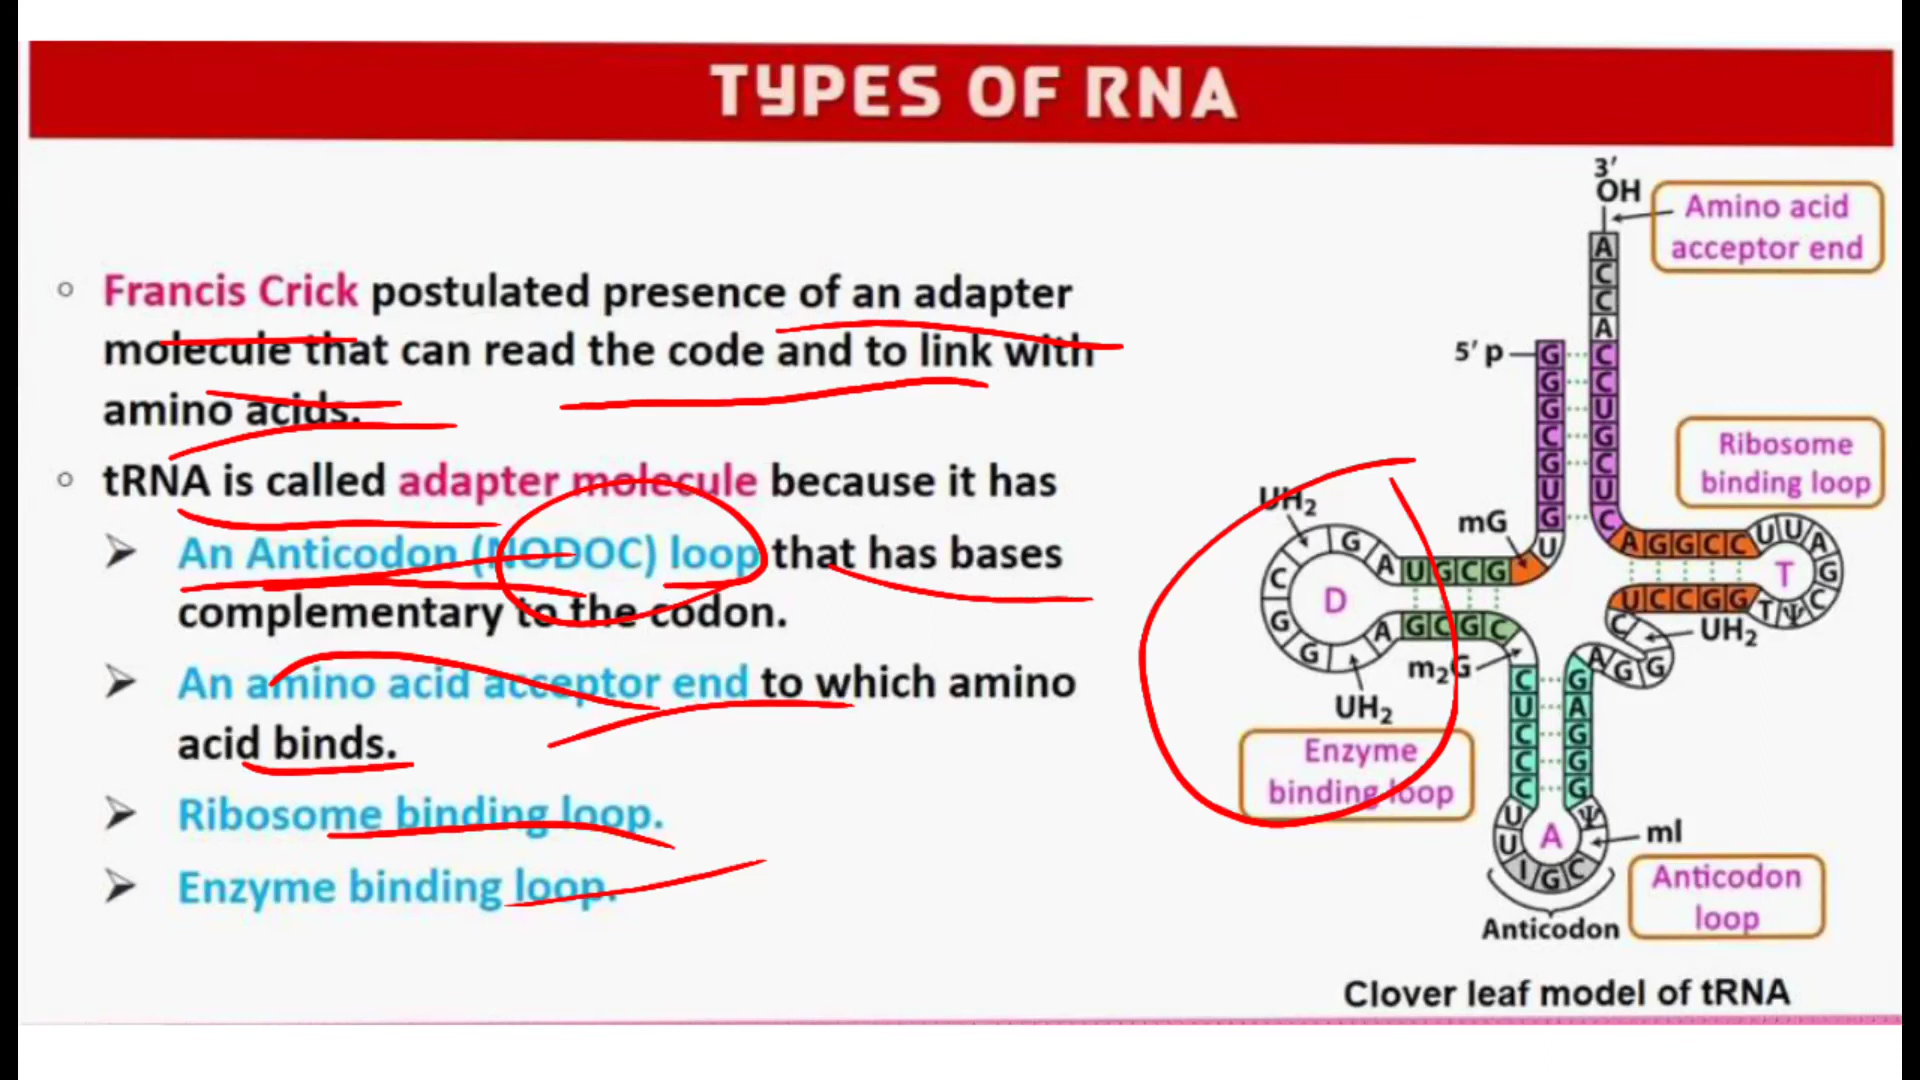 TYPES OF RNA
Francis Crick postulated presence of an adapter
molecule that can read the code and to link with
amino acids.
tRNA is called adapter molecule because it has
An Anticodon (NODOC) loop that has bases
complementary to the codon.
An amino acid acceptor end to which amino
acid binds.
Ribosome binding loop.
Enzyme binding loop.
3′
OH
Amino acid
acceptor end
A
C
C
A
5′ p
G G G C G U G
U
C C U G C U C
Ribosome
binding loop
mG
UH2
C G A
U G C G
C G G
D
A
G C G C
UH2
m2G
Enzyme
binding loop
A G G C C
U U A G C
T
U C C G G
T Ψ
C
UH2
A G G
C U C C C
G A G G G
U U
A
I G C
Ψ
ml
Anticodon
Anticodon
loop
Clover leaf model of tRNA